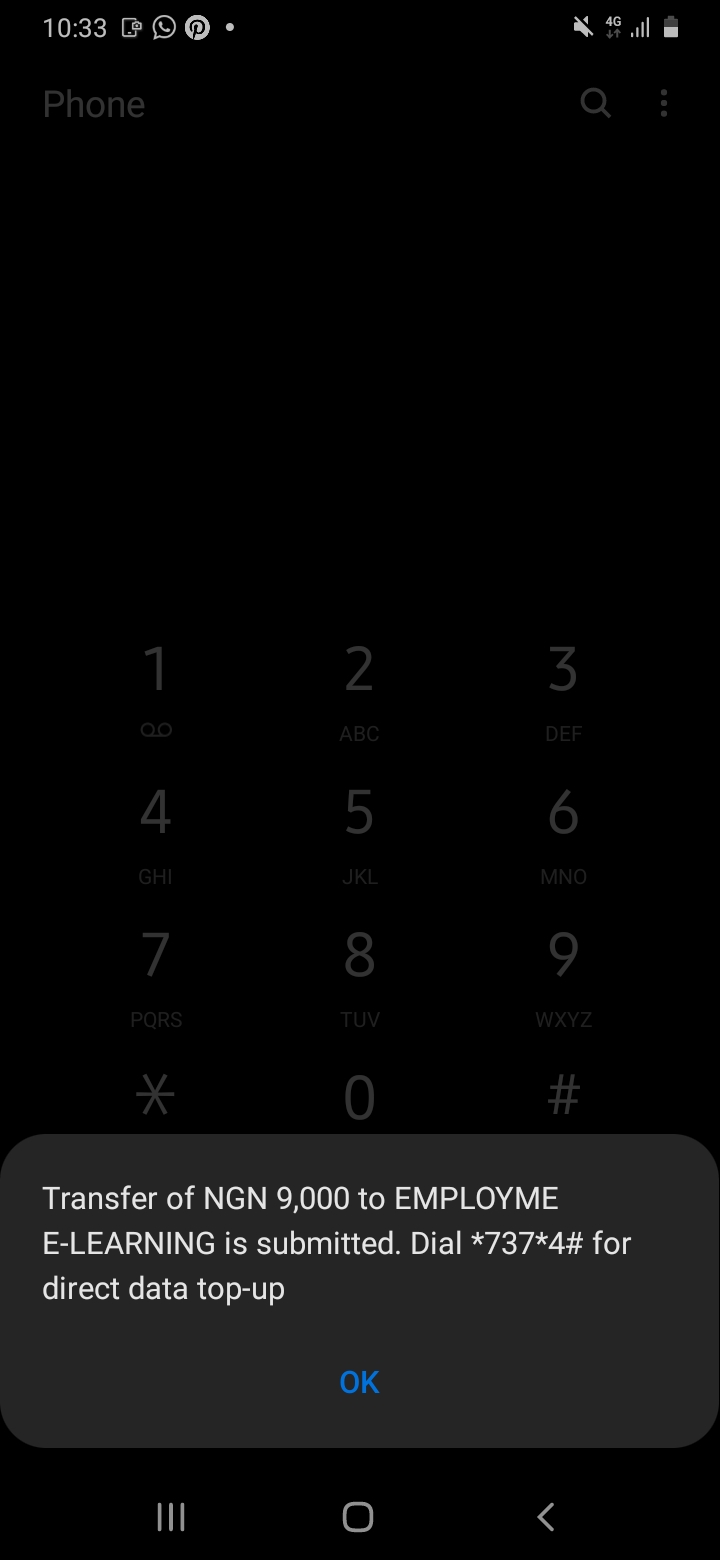 10:33
4G
Phone
1 2 3
ABC DEF
4 5 6
GHI JKL MNO
7 8 9
PQRS TUV WXYZ
* 0 #
Transfer of NGN 9,000 to EMPLOYME
E-LEARNING is submitted. Dial *737*4# for
direct data top-up
OK